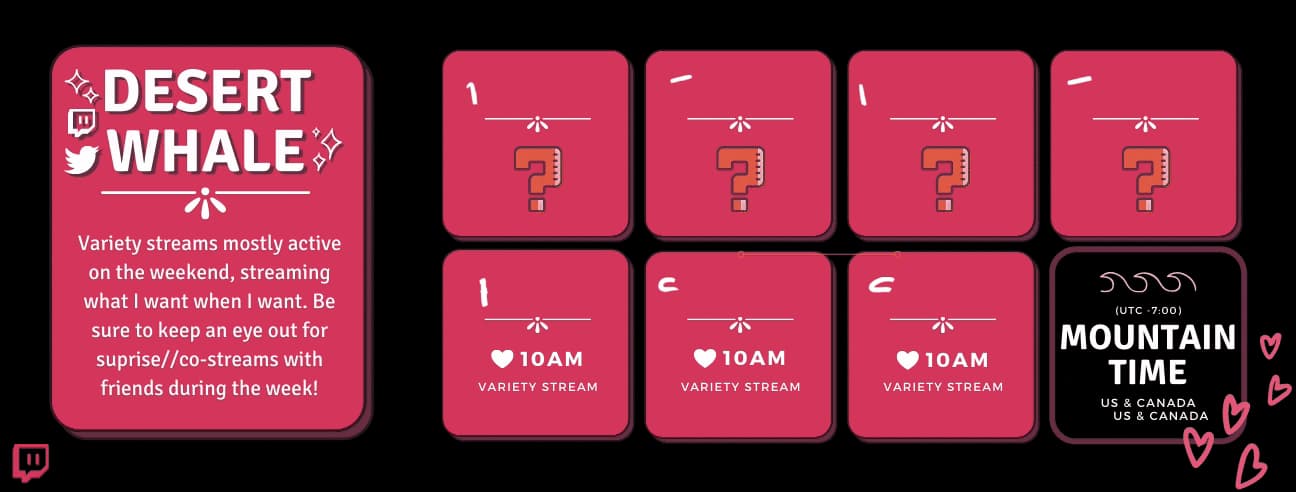 DESERT
WHALE
Variety streams mostly active
on the weekend, streaming
what I want when I want. Be
sure to keep an eye out for
suprise//co-streams with
friends during the week!
?
?
?
?
10AM
VARIETY STREAM
10AM
VARIETY STREAM
10AM
VARIETY STREAM
(UTC -7:00)
MOUNTAIN
TIME
US & CANADA
US & CANADA